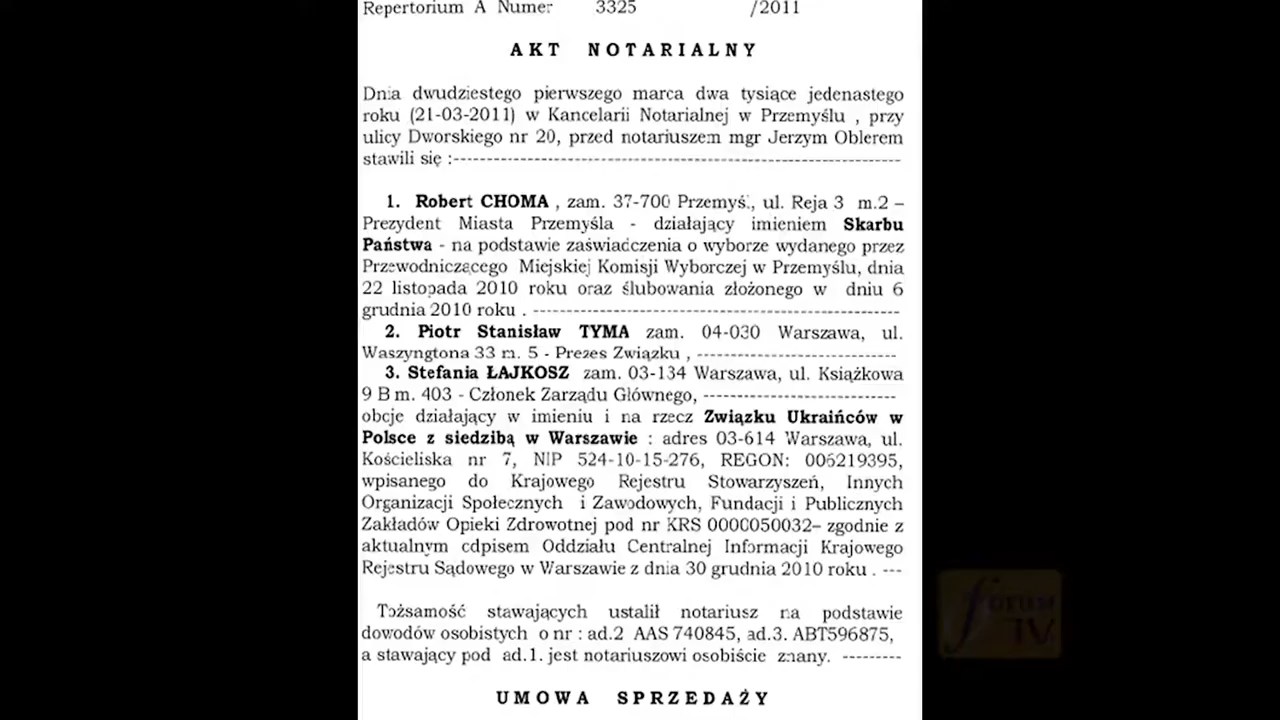 Repertorium A Numer 3325 /2011
AKT NOTARIALNY
Dnia dwudziestego pierwszego marca dwa tysiące jedenastego
roku (21-03-2011) w Kancelarii Notarialnej w Przemyślu , przy
ulicy Dworskiego nr 20, przed notariuszem mgr Jerzym Oblerem
stawili się :------------------------------------------------------------
1. Robert CHOMA , zam. 37-700 Przemyśl, ul. Reja 3 m.2 –
Prezydent Miasta Przemyśla - działający imieniem Skarbu
Państwa - na podstawie zaświadczenia o wyborze wydanego przez
Przewodniczącego Miejskiej Komisji Wyborczej w Przemyślu, dnia
22 listopada 2010 roku oraz ślubowania złożonego w dniu 6
grudnia 2010 roku . -------------------------------------------------
2. Piotr Stanisław TYMA zam. 04-030 Warszawa, ul.
Waszyngtona 33 m. 5 - Prezes Związku , ---------------------------
3. Stefania ŁAJKOSZ zam. 03-134 Warszawa, ul. Książkowa
9 B m. 403 - Członek Zarządu Głównego, --------------------------
obcje działający w imieniu i na rzecz Związku Ukraińców w
Polsce z siedzibą w Warszawie : adres 03-614 Warszawa, ul.
Kościeliska nr 7, NIP 524-10-15-276, REGON: 006219395,
wpisanego do Krajowego Rejestru Stowarzyszeń, Innych
Organizacji Społecznych i Zawodowych, Fundacji i Publicznych
Zakładów Opieki Zdrowotnej pod nr KRS 0000050032– zgodnie z
aktualnym odpisem Oddziału Centralnej Informacji Krajowego
Rejestru Sądowego w Warszawie z dnia 30 grudnia 2010 roku . ---
Tożsamość stawających ustalił notariusz na podstawie
dowodów osobistych o nr : ad.2 AAS 740845, ad.3. ABT596875,
a stawający pod ad.1. jest notariuszowi osobiście znany. --------
UMOWA SPRZEDAŻY
forum
TV